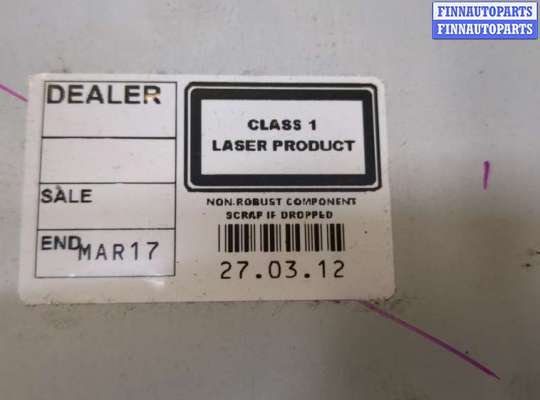 FINNAUTOPARTS
FINNAUTOPARTS
DEALER
SALE
END MAR17
CLASS 1
LASER PRODUCT
NON-ROBUST COMPONENT
SCRAP IF DROPPED
27.03.12